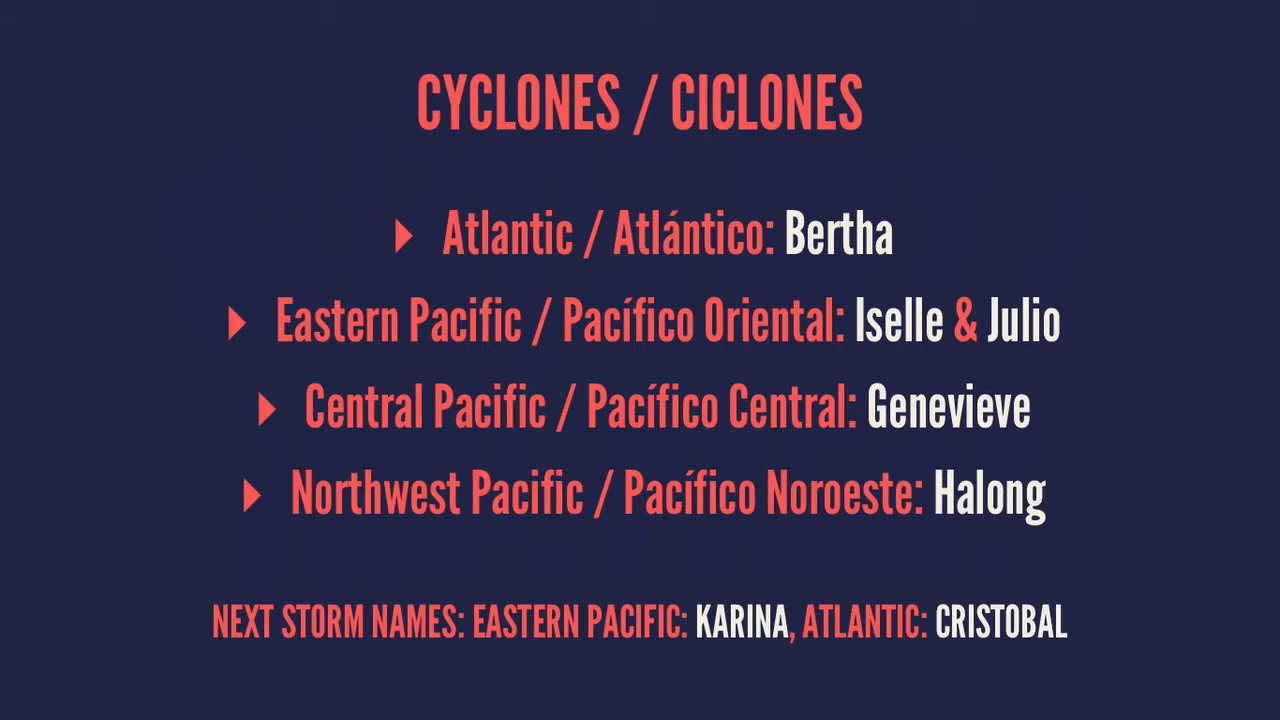 CYCLONES / CICLONES
Atlantic / Atlántico: Bertha
Eastern Pacific / Pacífico Oriental: Iselle & Julio
Central Pacific / Pacífico Central: Genevieve
Northwest Pacific / Pacífico Noroeste: Halong
NEXT STORM NAMES: EASTERN PACIFIC: KARINA, ATLANTIC: CRISTOBAL